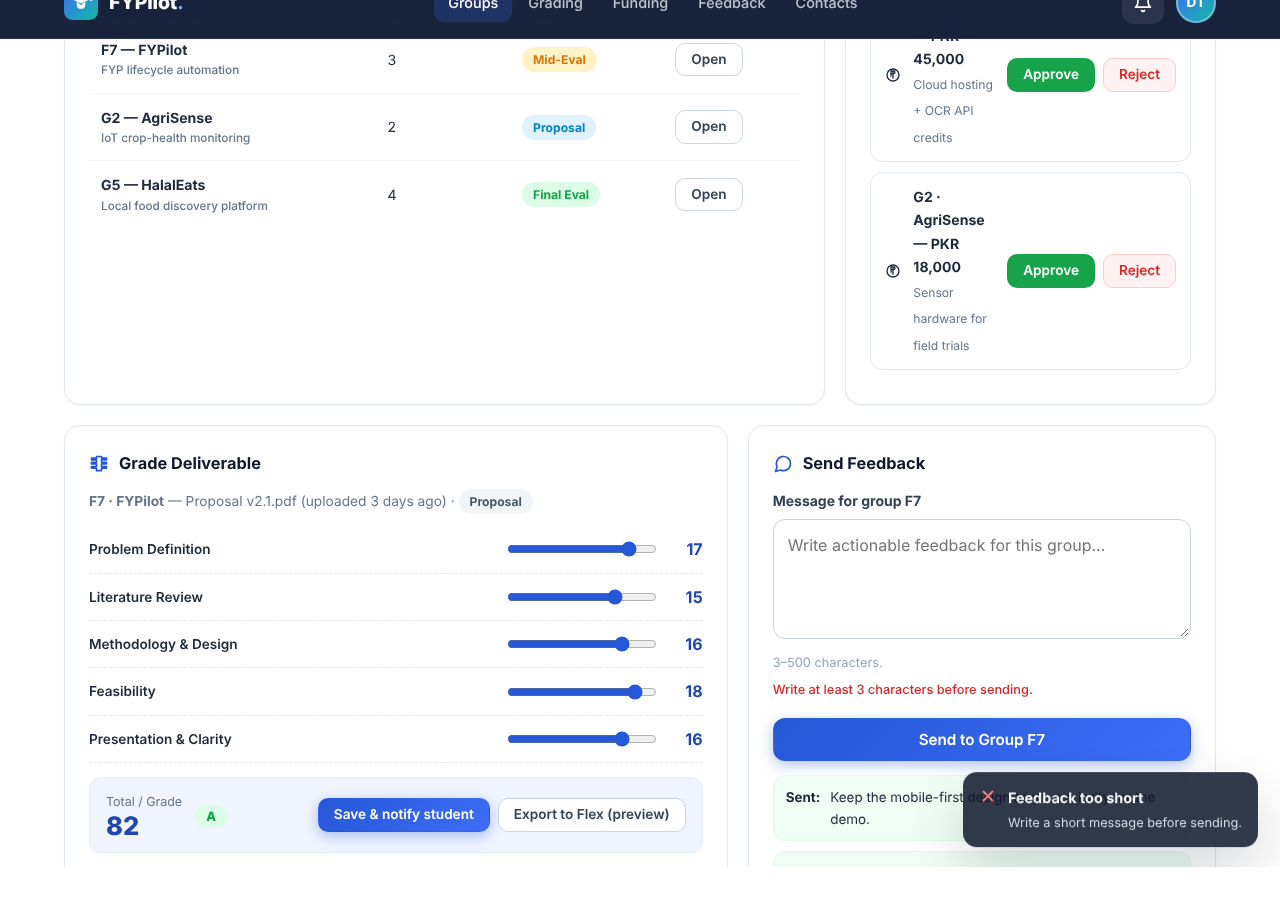 FYPilot.
Groups Grading Funding Feedback Contacts
DT
F7 — FYPilot
FYP lifecycle automation
3
Mid-Eval
Open
G2 — AgriSense
IoT crop-health monitoring
2
Proposal
Open
G5 — HalalEats
Local food discovery platform
4
Final Eval
Open
— PKR
45,000
Cloud hosting
+ OCR API
credits
Approve
Reject
G2 ·
AgriSense
— PKR
18,000
Sensor
hardware for
field trials
Approve
Reject
Grade Deliverable
F7 · FYPilot — Proposal v2.1.pdf (uploaded 3 days ago) · Proposal
Problem Definition 17
Literature Review 15
Methodology & Design 16
Feasibility 18
Presentation & Clarity 16
Total / Grade
82
A
Save & notify student
Export to Flex (preview)
Send Feedback
Message for group F7
Write actionable feedback for this group...
3–500 characters.
Write at least 3 characters before sending.
Send to Group F7
Sent: Keep the mobile-first
demo.
Feedback too short
Write a short message before sending.